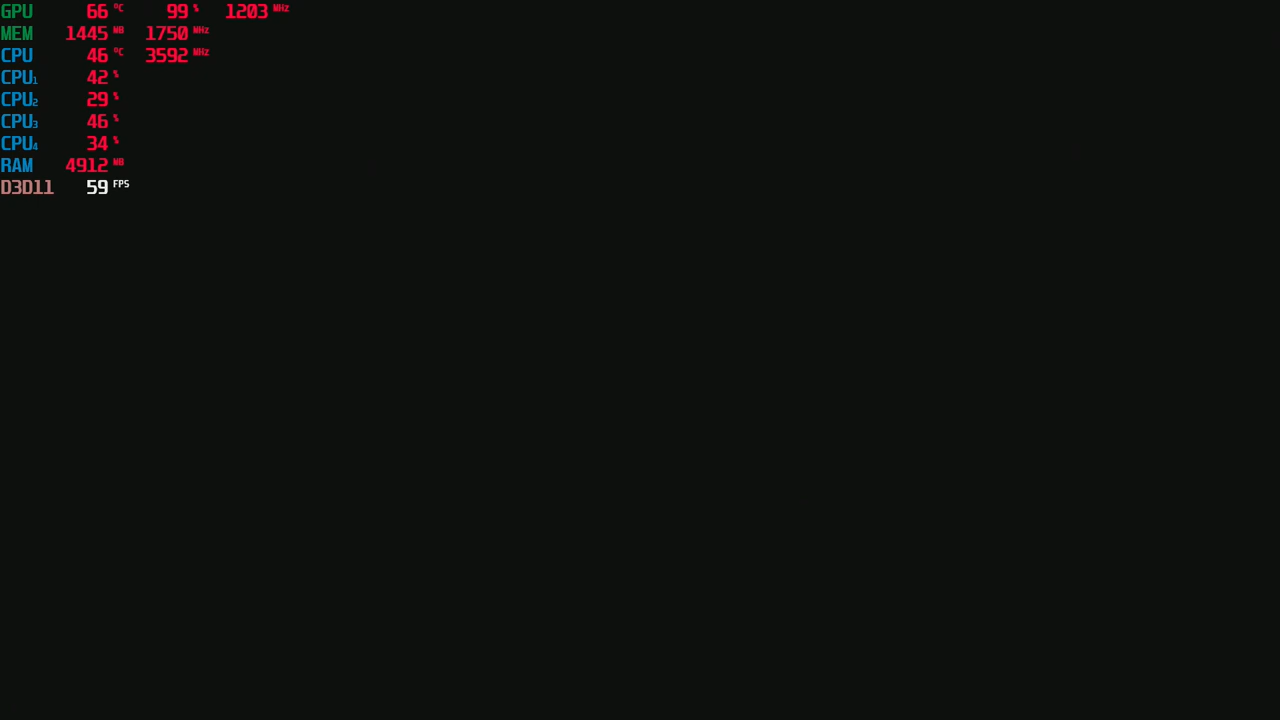 GPU 66 °C 99 % 1203 MHz
MEM 1445 MB 1750 MHz
CPU 46 °C 3592 MHz
CPU1 42 %
CPU2 29 %
CPU3 46 %
CPU4 34 %
RAM 4912 MB
D3D11 59 FPS